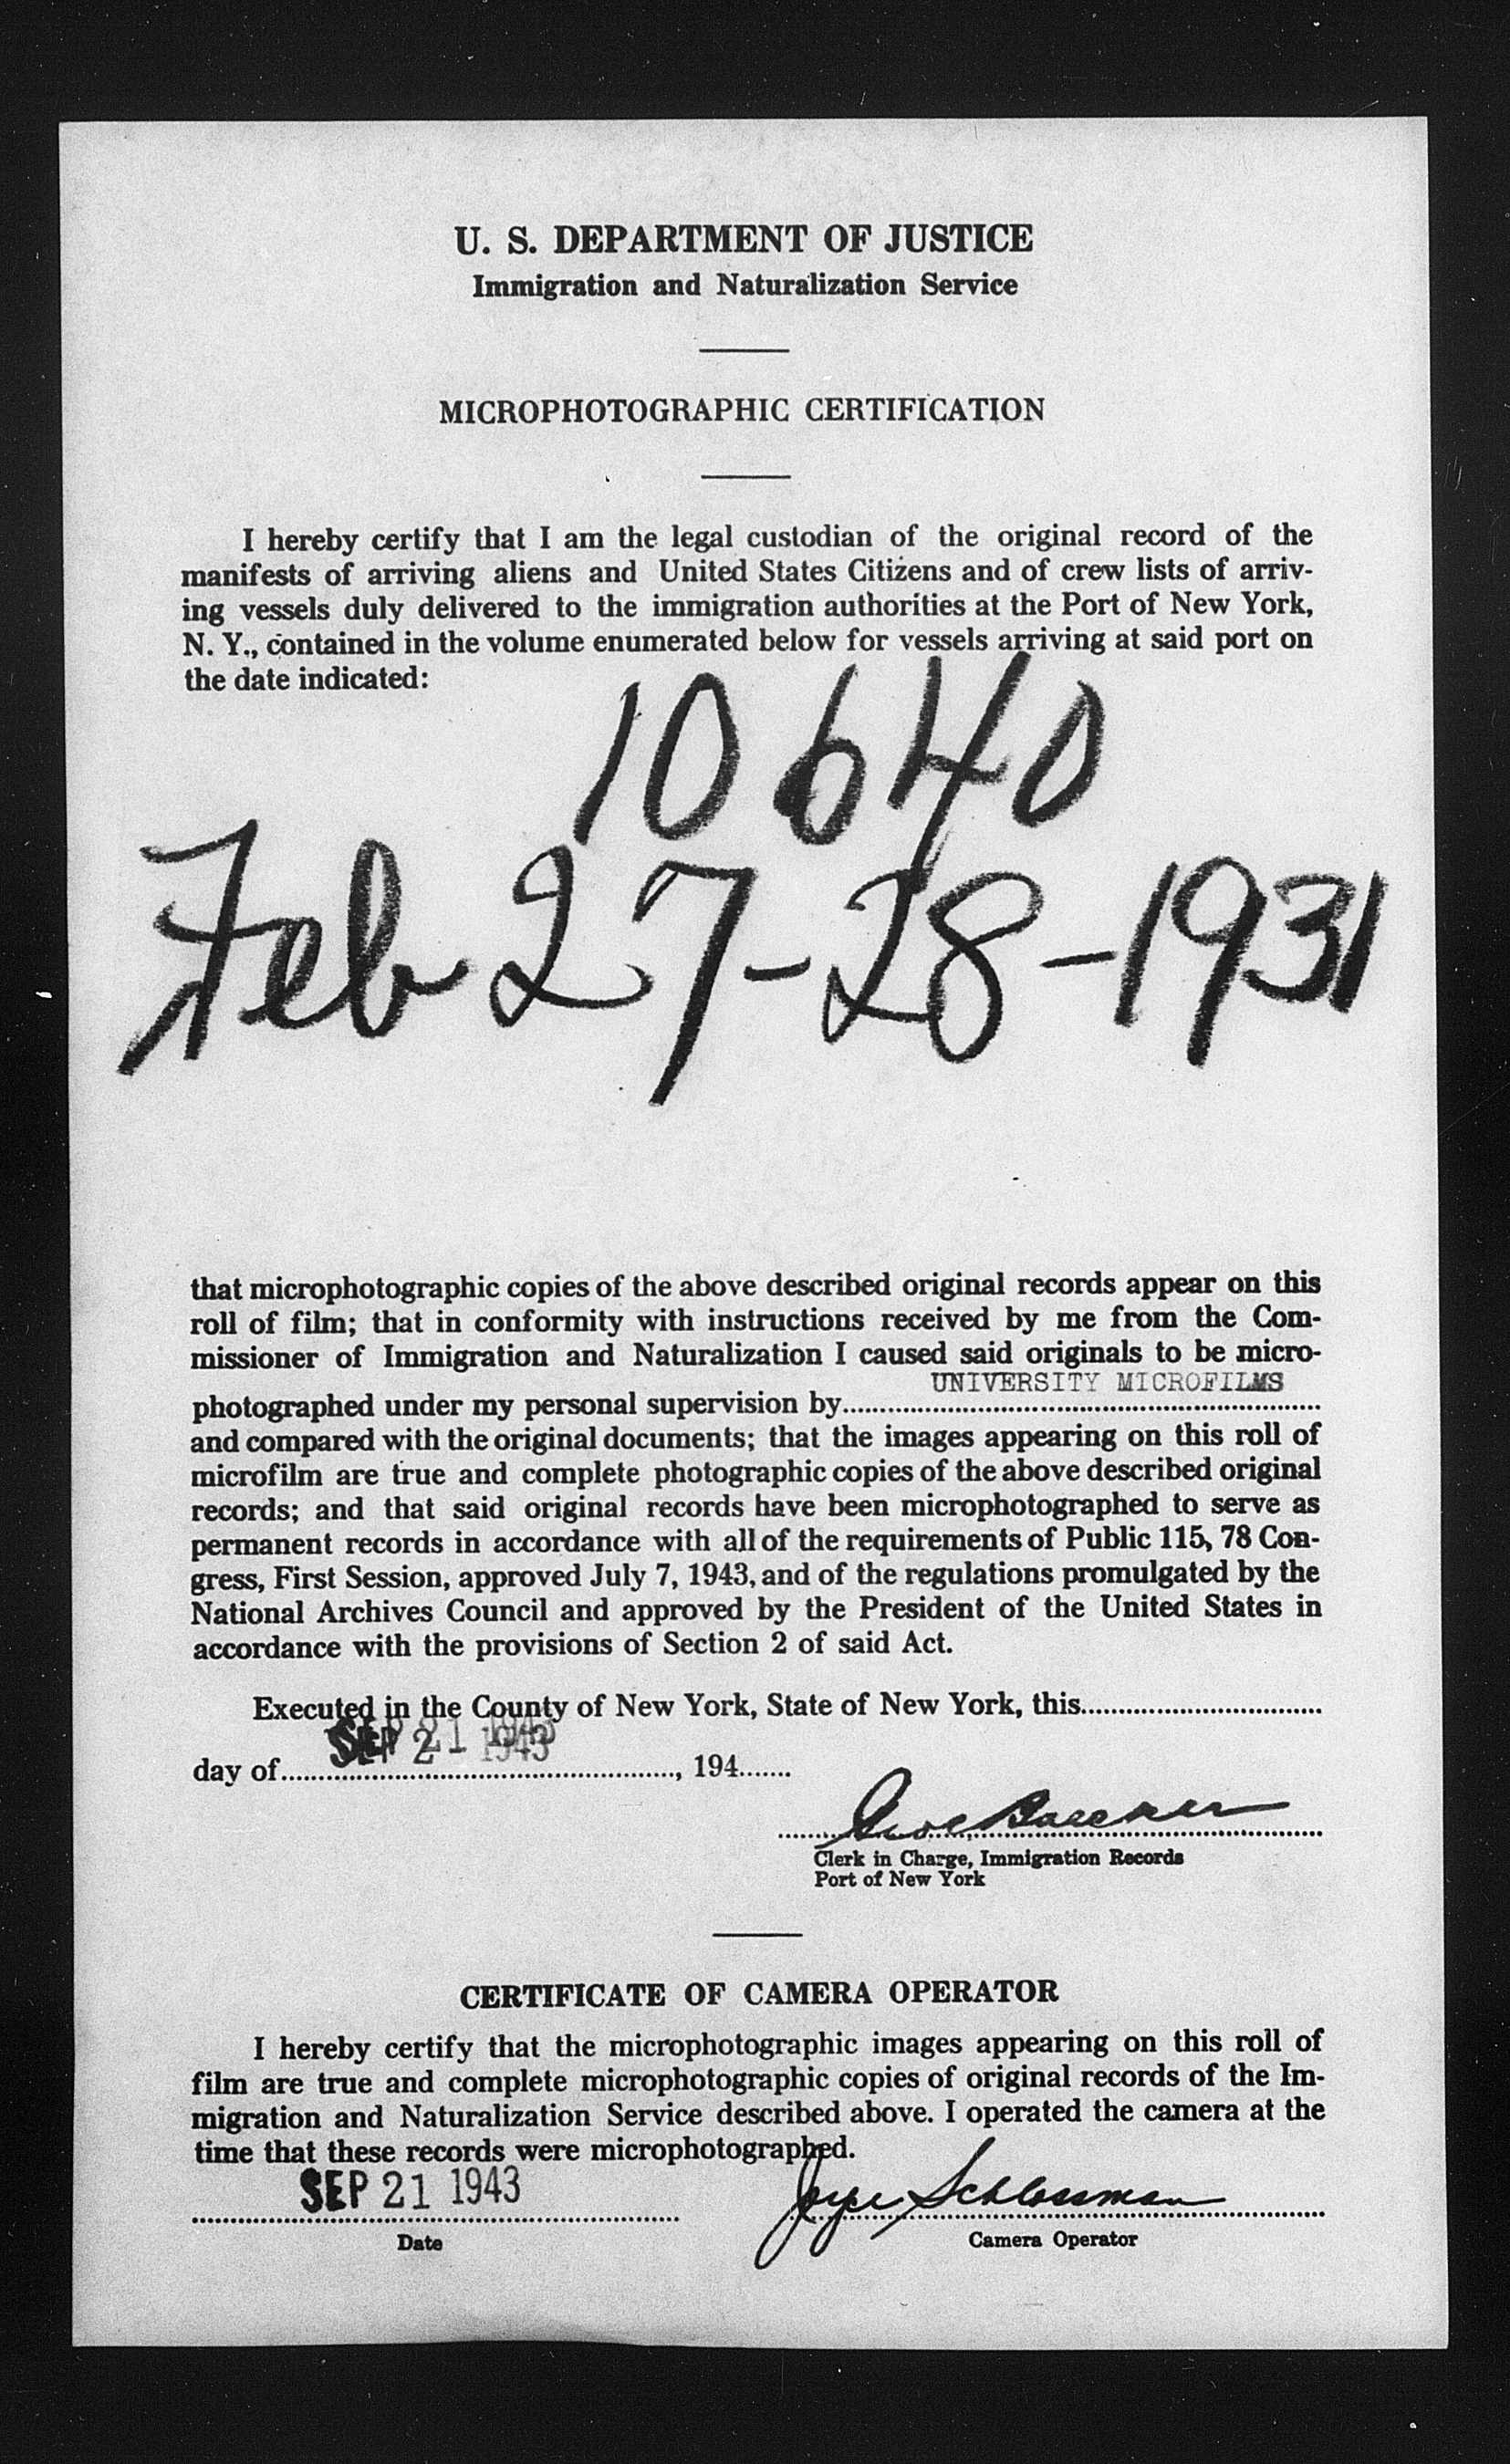 U. S. DEPARTMENT OF JUSTICE
Immigration and Naturalization Service
MICROPHOTOGRAPHIC CERTIFICATION
I hereby certify that I am the legal custodian of the original record of the
manifests of arriving aliens and United States Citizens and of crew lists of arriv-
ing vessels duly delivered to the immigration authorities at the Port of New York,
N. Y., contained in the volume enumerated below for vessels arriving at said port on
the date indicated:
10640
Feb 27-28-1931
that microphotographic copies of the above described original records appear on this
roll of film; that in conformity with instructions received by me from the Com-
missioner of Immigration and Naturalization I caused said originals to be micro-
UNIVERSITY MICROFILMS
photographed under my personal supervision by
and compared with the original documents; that the images appearing on this roll of
microfilm are true and complete photographic copies of the above described original
records; and that said original records have been microphotographed to serve as
permanent records in accordance with all of the requirements of Public 115, 78 Con-
gress, First Session, approved July 7, 1943, and of the regulations promulgated by the
National Archives Council and approved by the President of the United States in
accordance with the provisions of Section 2 of said Act.
Executed in the County of New York, State of New York, this
SEP 21 1943
day of, 194
Clerk in Charge, Immigration Records
Port of New York
CERTIFICATE OF CAMERA OPERATOR
I hereby certify that the microphotographic images appearing on this roll of
film are true and complete microphotographic copies of original records of the Im-
migration and Naturalization Service described above. I operated the camera at the
time that these records were microphotographed.
SEP 21 1943 Joyce Schlossman
Date Camera Operator